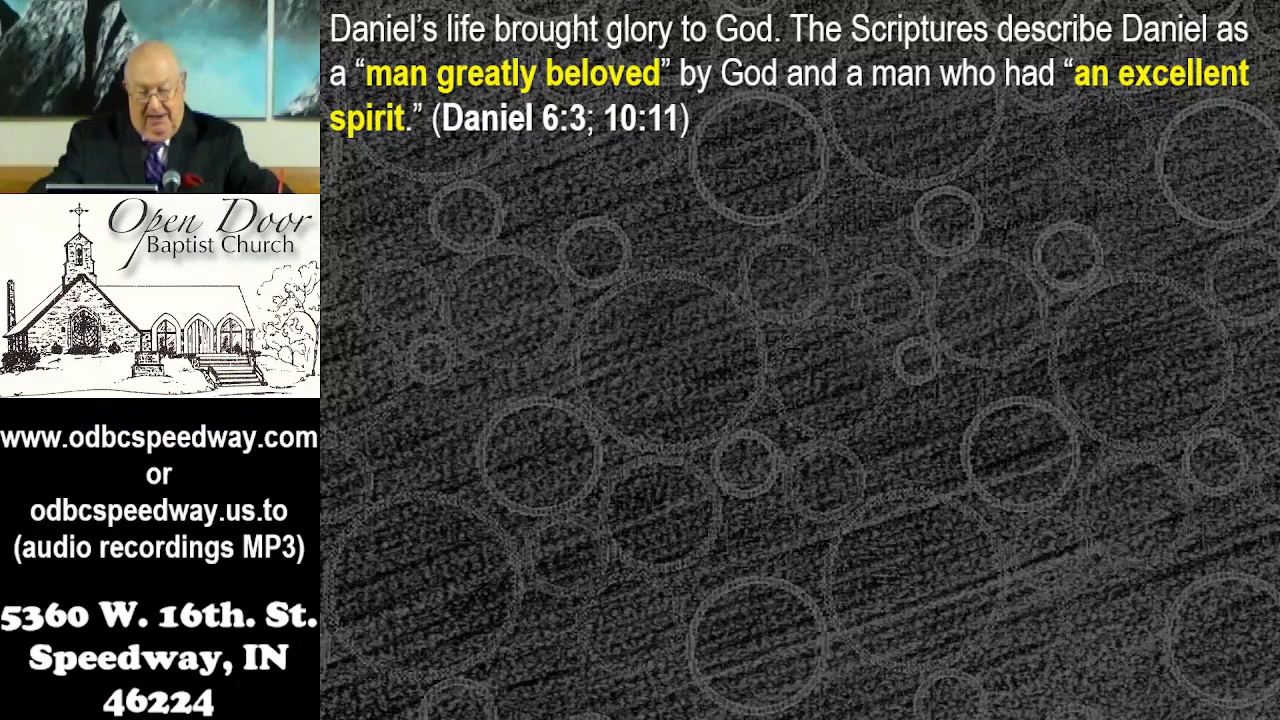 Daniel’s life brought glory to God. The Scriptures describe Daniel as
a “man greatly beloved” by God and a man who had “an excellent
spirit.” (Daniel 6:3; 10:11)
Open Door
Baptist Church
www.odbcspeedway.com
or
odbcspeedway.us.to
(audio recordings MP3)
5360 W. 16th. St.
Speedway, IN
46224